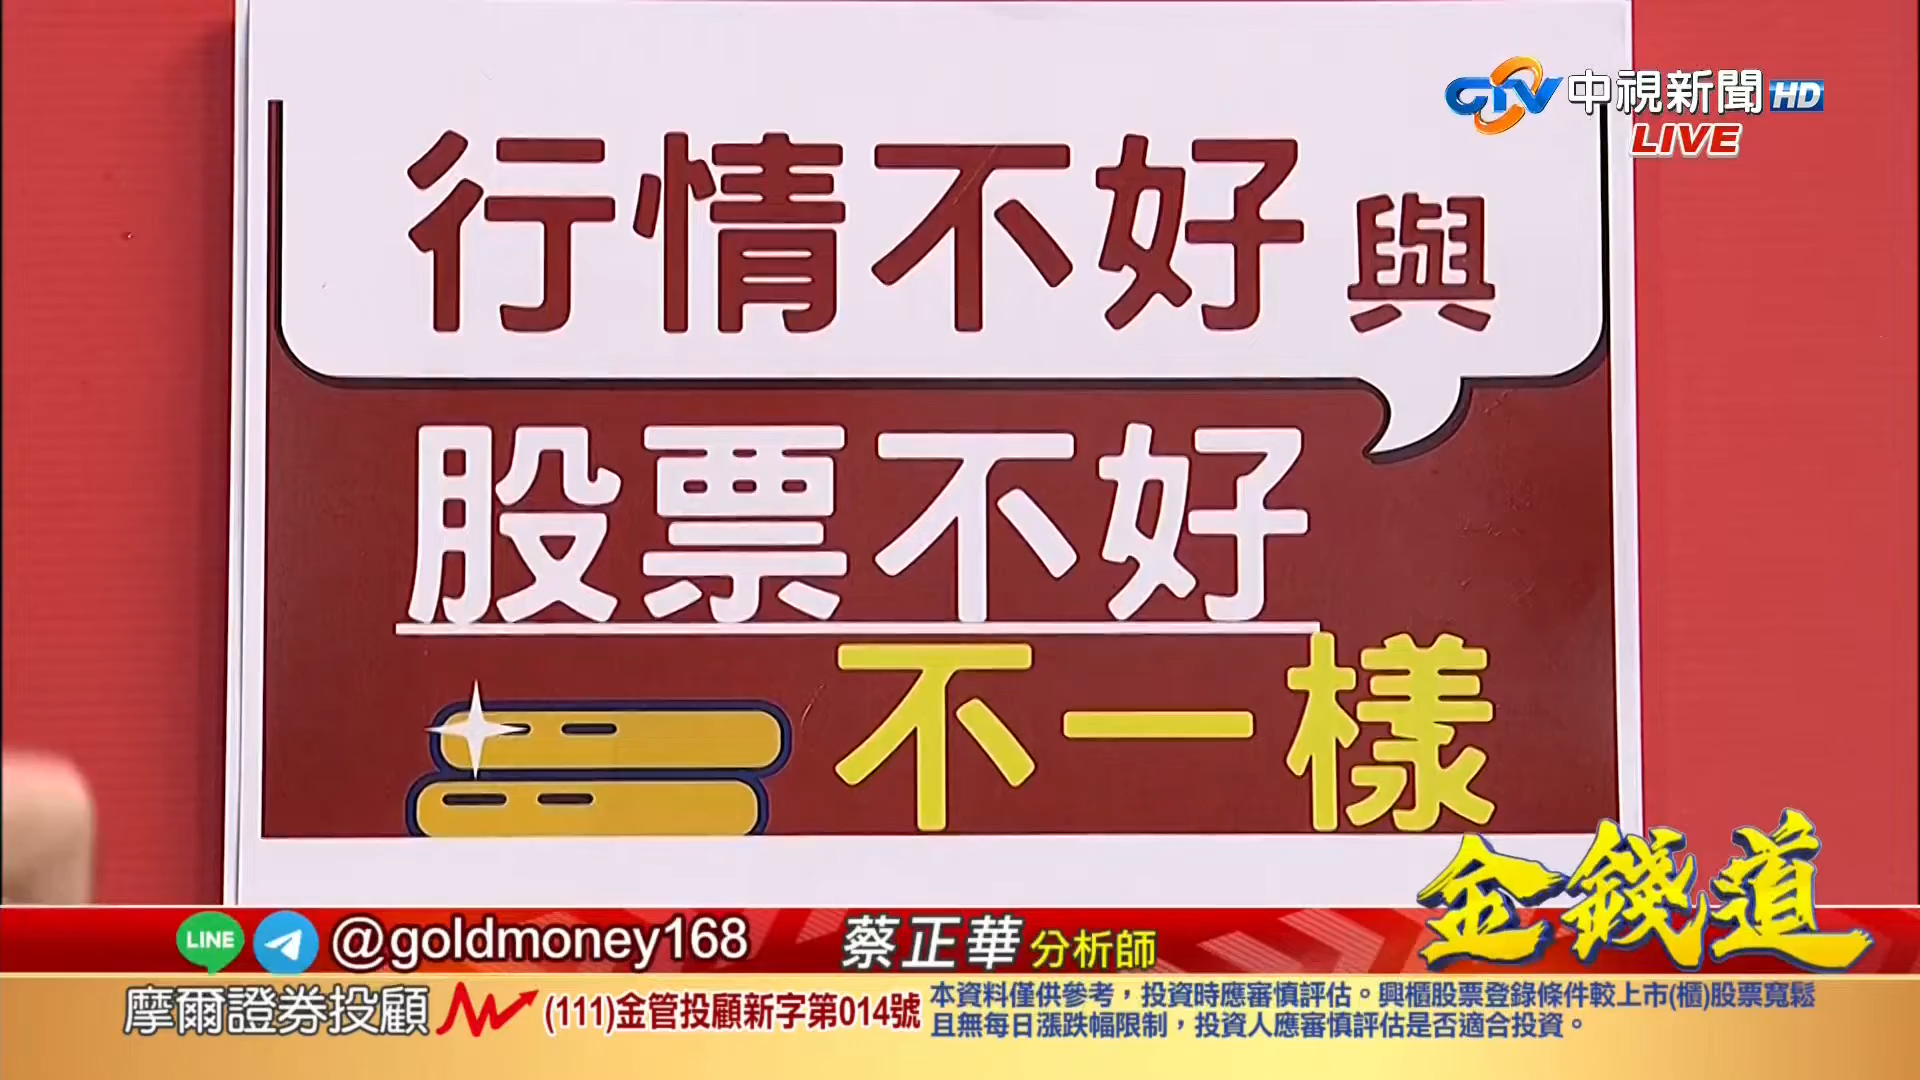 CTV 中視新聞 HD
LIVE
行情不好與
股票不好
不一樣
金錢道
LINE @goldmoney168 蔡正華 分析師
摩爾證券投顧 (111)金管投顧新字第014號
本資料僅供參考，投資時應審慎評估。興櫃股票登錄條件較上市(櫃)股票寬鬆
且無每日漲跌幅限制，投資人應審慎評估是否適合投資。